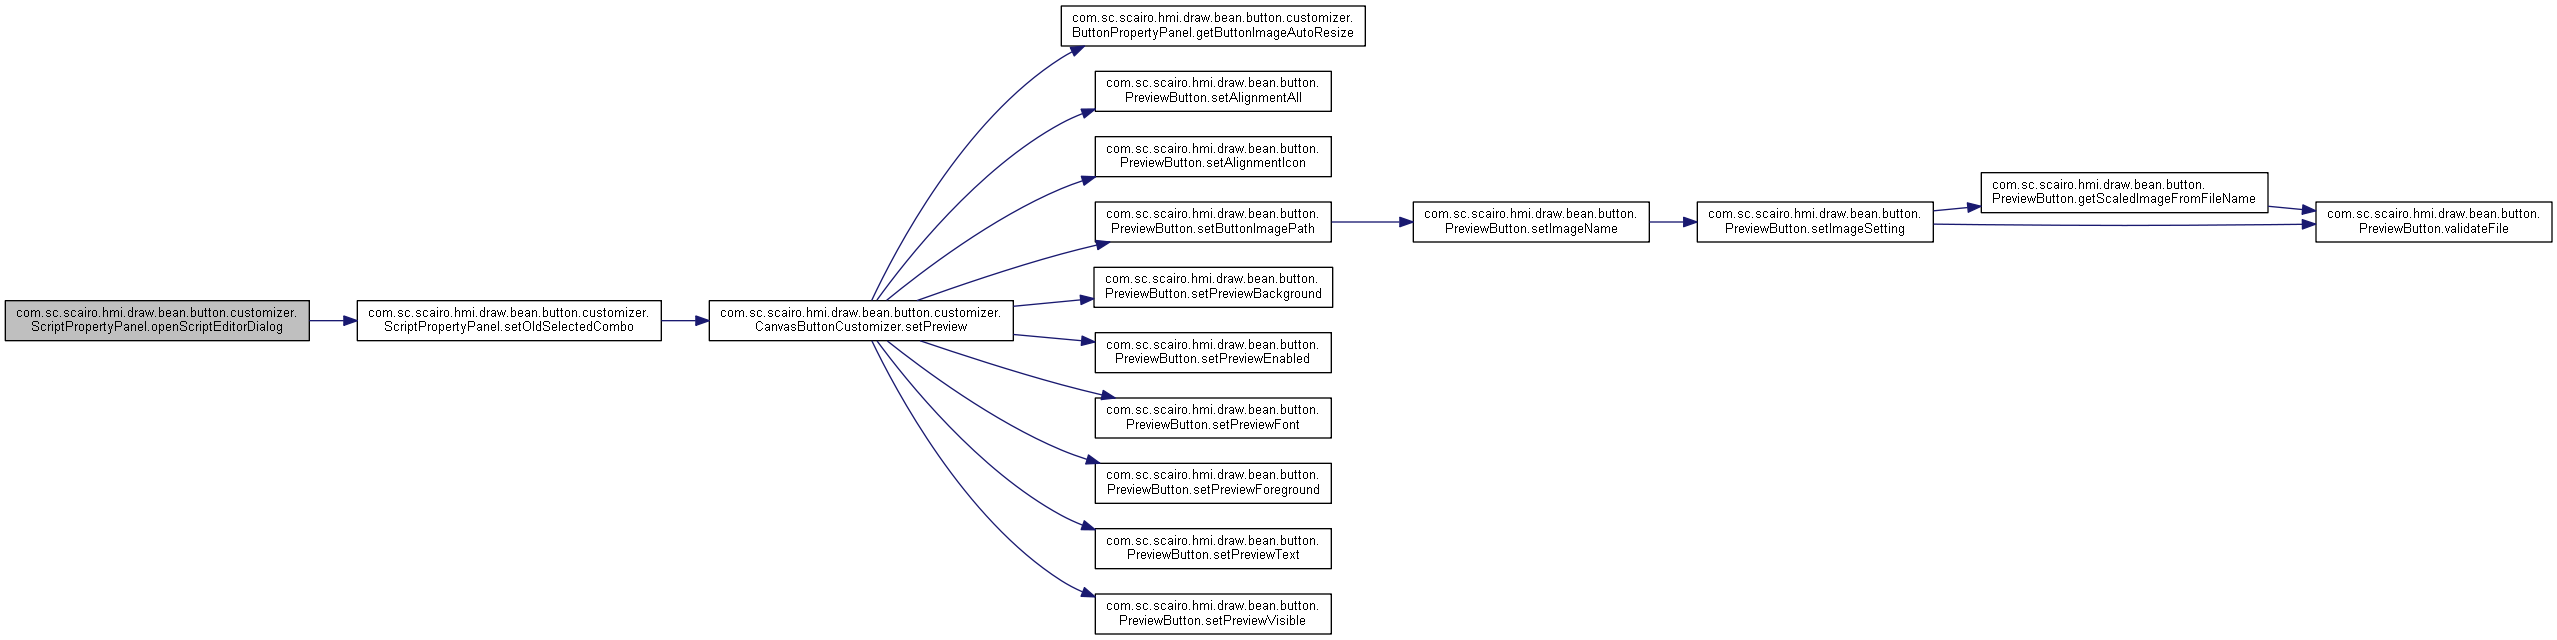 com.sc.scairo.hmi.draw.bean.button.customizer.
ScriptPropertyPanel.openScriptEditorDialog
com.sc.scairo.hmi.draw.bean.button.customizer.
ScriptPropertyPanel.setOldSelectedCombo
com.sc.scairo.hmi.draw.bean.button.customizer.
CanvasButtonCustomizer.setPreview
com.sc.scairo.hmi.draw.bean.button.customizer.
ButtonPropertyPanel.getButtonImageAutoResize
com.sc.scairo.hmi.draw.bean.button.
PreviewButton.setAlignmentAll
com.sc.scairo.hmi.draw.bean.button.
PreviewButton.setAlignmentIcon
com.sc.scairo.hmi.draw.bean.button.
PreviewButton.setButtonImagePath
com.sc.scairo.hmi.draw.bean.button.
PreviewButton.setImageName
com.sc.scairo.hmi.draw.bean.button.
PreviewButton.setImageSetting
com.sc.scairo.hmi.draw.bean.button.
PreviewButton.getScaledImageFromFileName
com.sc.scairo.hmi.draw.bean.button.
PreviewButton.validateFile
com.sc.scairo.hmi.draw.bean.button.
PreviewButton.setPreviewBackground
com.sc.scairo.hmi.draw.bean.button.
PreviewButton.setPreviewEnabled
com.sc.scairo.hmi.draw.bean.button.
PreviewButton.setPreviewFont
com.sc.scairo.hmi.draw.bean.button.
PreviewButton.setPreviewForeground
com.sc.scairo.hmi.draw.bean.button.
PreviewButton.setPreviewText
com.sc.scairo.hmi.draw.bean.button.
PreviewButton.setPreviewVisible